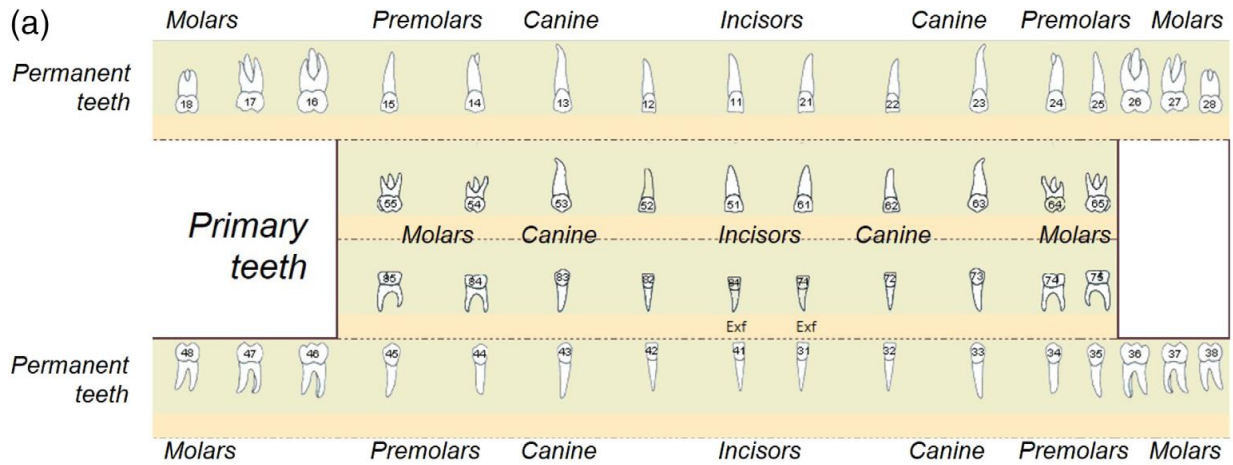 (a)
Molars Premolars Canine Incisors Canine Premolars Molars
Permanent
teeth
18 17 16 15 14 13 12 11 21 22 23 24 25 26 27 28
55 54 53 52 51 61 62 63 64 65
Primary
teeth
Molars Canine Incisors Canine Molars
85 84 83 82 81 71 72 73 74 75
Exf Exf
48 47 46 45 44 43 42 41 31 32 33 34 35 36 37 38
Permanent
teeth
Molars Premolars Canine Incisors Canine Premolars Molars